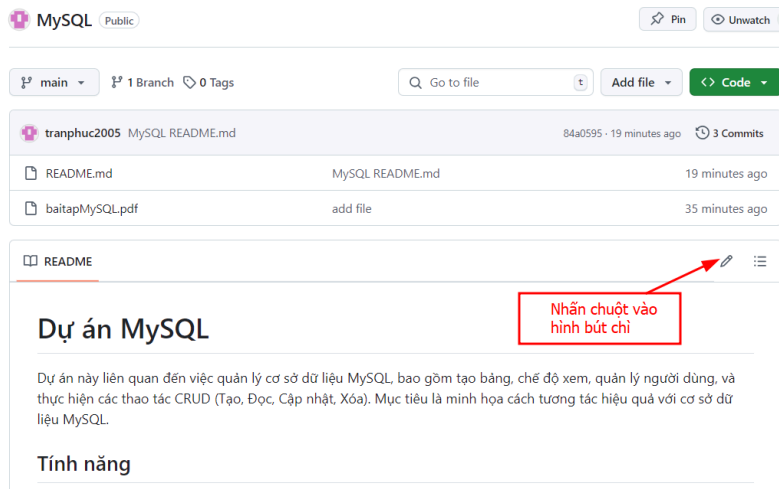 MySQL Public Pin Unwatch
main 1 Branch 0 Tags Go to file t Add file Code
tranphuc2005 MySQL README.md 84a0595 · 19 minutes ago 3 Commits
README.md MySQL README.md 19 minutes ago
baitapMySQL.pdf add file 35 minutes ago
README
Nhấn chuột vào
hình bút chì
Dự án MySQL
Dự án này liên quan đến việc quản lý cơ sở dữ liệu MySQL, bao gồm tạo bảng, chế độ xem, quản lý người dùng, và
thực hiện các thao tác CRUD (Tạo, Đọc, Cập nhật, Xóa). Mục tiêu là minh họa cách tương tác hiệu quả với cơ sở dữ
liệu MySQL.
Tính năng